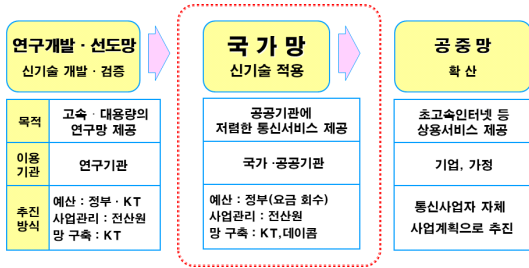 연구개발 · 선도망
신기술 개발 · 검증
국가망
신기술 적용
공중망
확 산
목적
고속 · 대용량의
연구망 제공
공공기관에
저렴한 통신서비스 제공
초고속인터넷 등
상용서비스 제공
이용
기관
연구기관
국가 ·공공기관
기업, 가정
추진
방식
예산 : 정부 · KT
사업관리 : 전산원
망 구축 : KT
예산 : 정부(요금 회수)
사업관리 : 전산원
망 구축 : KT,데이콤
통신사업자 자체
사업계획으로 추진